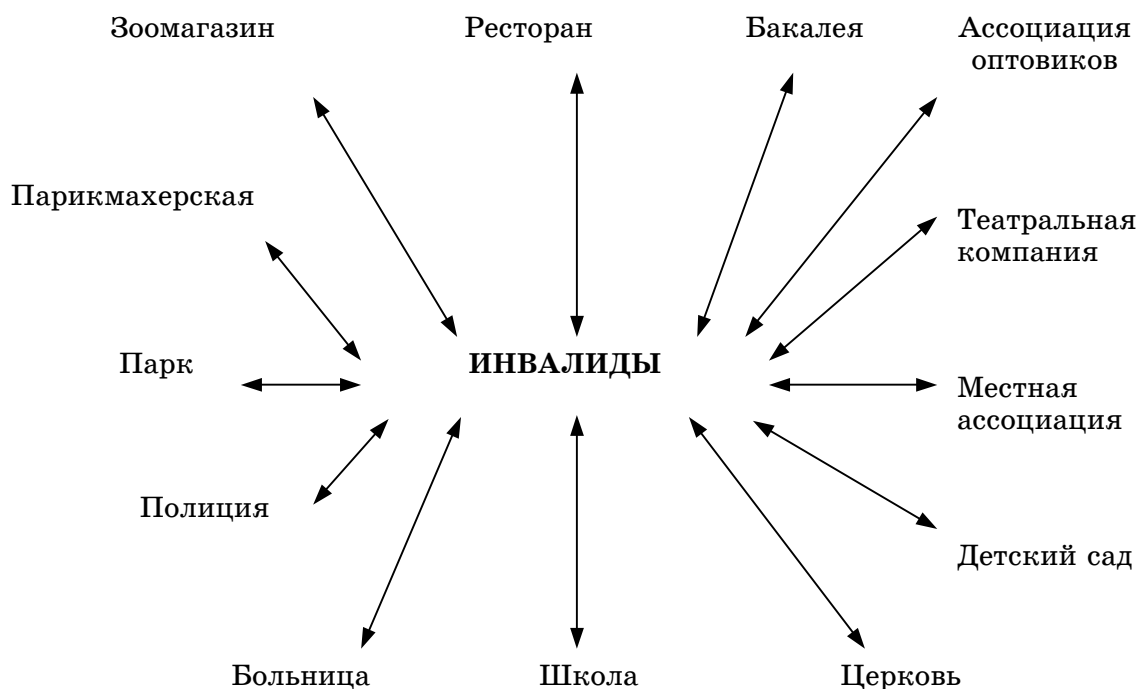 Зоомагазин
Ресторан
Бакалея
Ассоциация
оптовиков
Парикмахерская
Театральная
компания
Парк
ИНВАЛИДЫ
Местная
ассоциация
Полиция
Детский сад
Больница
Школа
Церковь